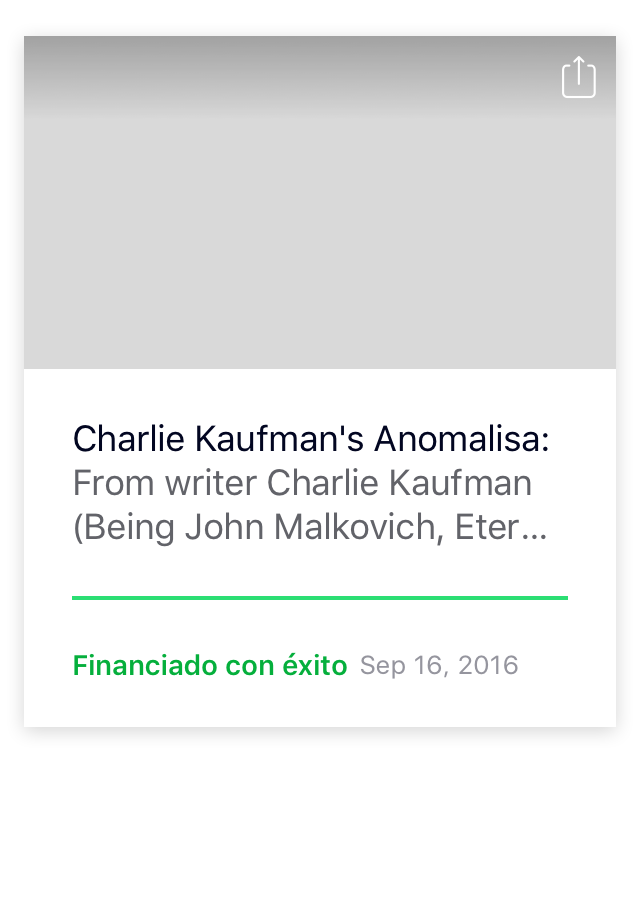 Charlie Kaufman's Anomalisa:
From writer Charlie Kaufman
(Being John Malkovich, Eter...
Financiado con éxito Sep 16, 2016